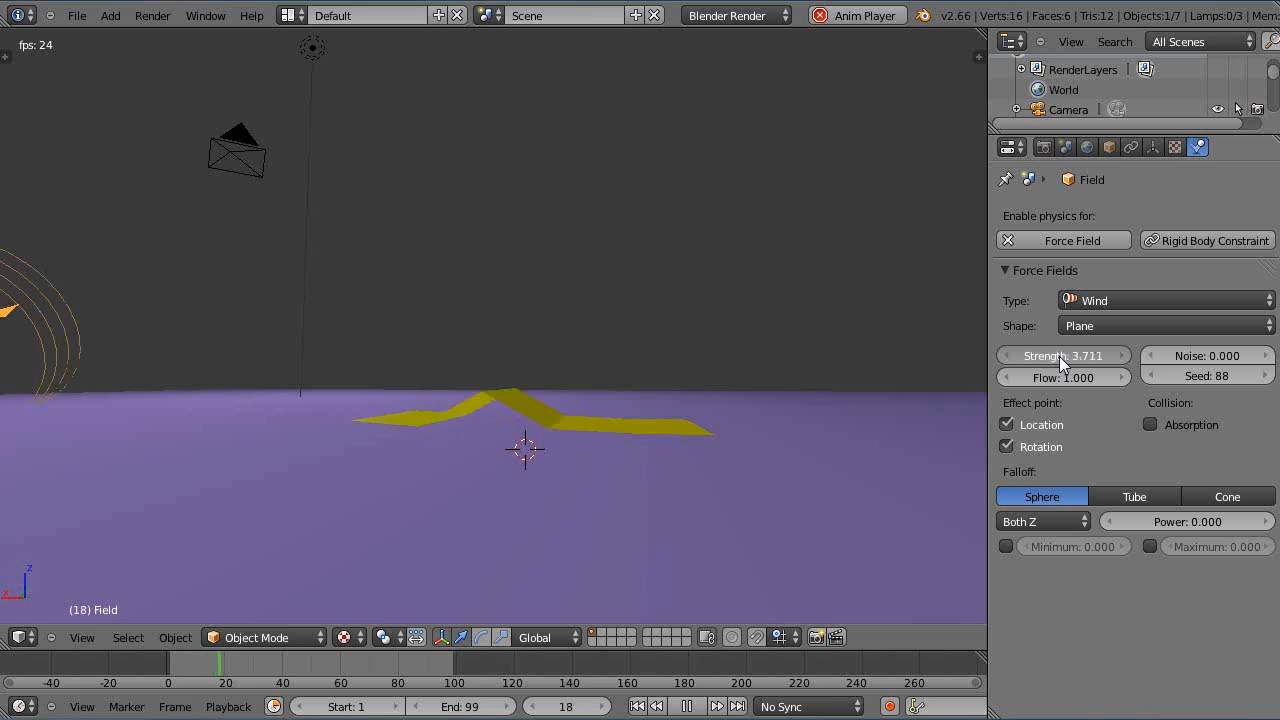 File Add Render Window Help Default Scene Blender Render Anim Player v2.66 | Verts:16 | Faces:6 | Tris:12 | Objects:1/7 | Lamps:0/3 | Mem:
fps: 24
View Search All Scenes
RenderLayers |
World
Camera |
Field
Enable physics for:
Force Field Rigid Body Constraint
Force Fields
Type: Wind
Shape: Plane
Strength: 3.711 Noise: 0.000
Flow: 1.000 Seed: 88
Effect point: Collision:
Location Absorption
Rotation
Falloff:
Sphere Tube Cone
Both Z Power: 0.000
Minimum: 0.000 Maximum: 0.000
z
x
(18) Field
View Select Object Object Mode Global
-40 -20 0 20 40 60 80 100 120 140 160 180 200 220 240 260
View Marker Frame Playback Start: 1 End: 99 18 No Sync